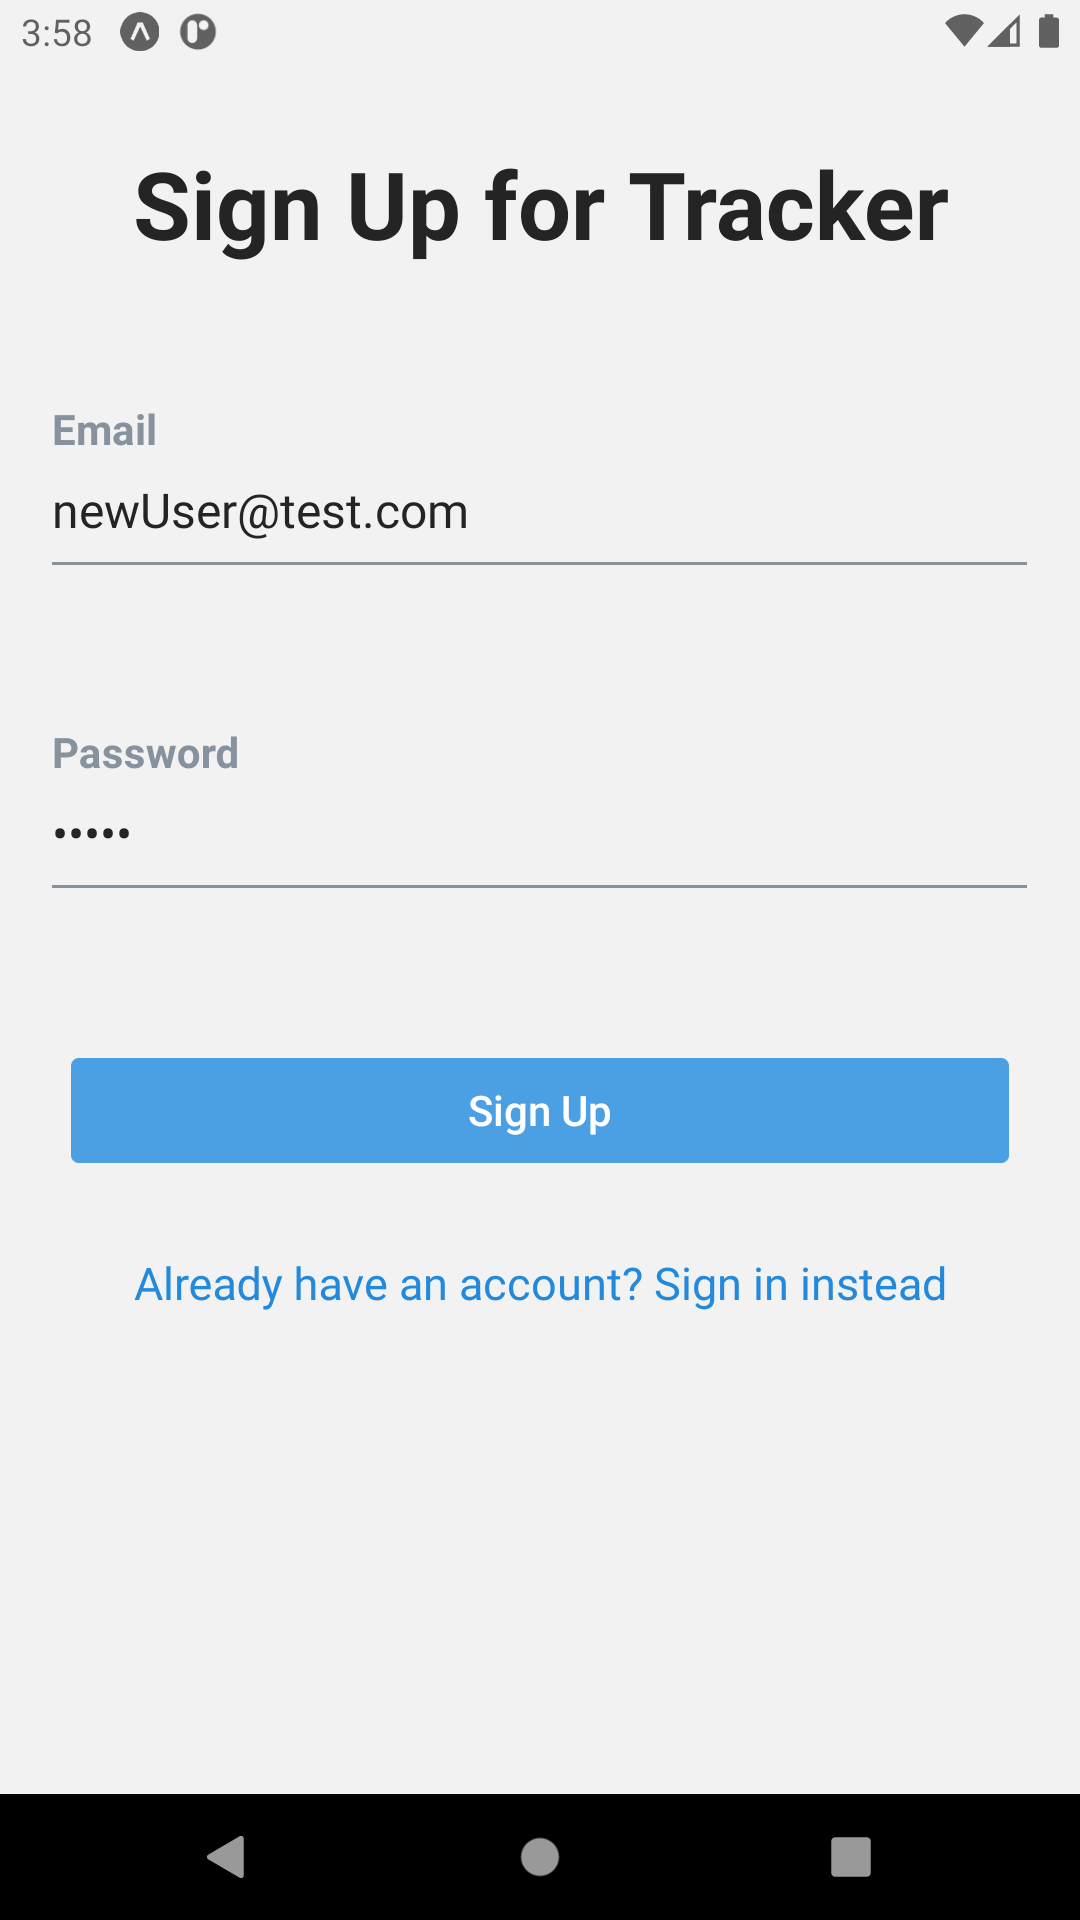 3:58
Sign Up for Tracker
Email
newUser@test.com
Password
•••••
Sign Up
Already have an account? Sign in instead